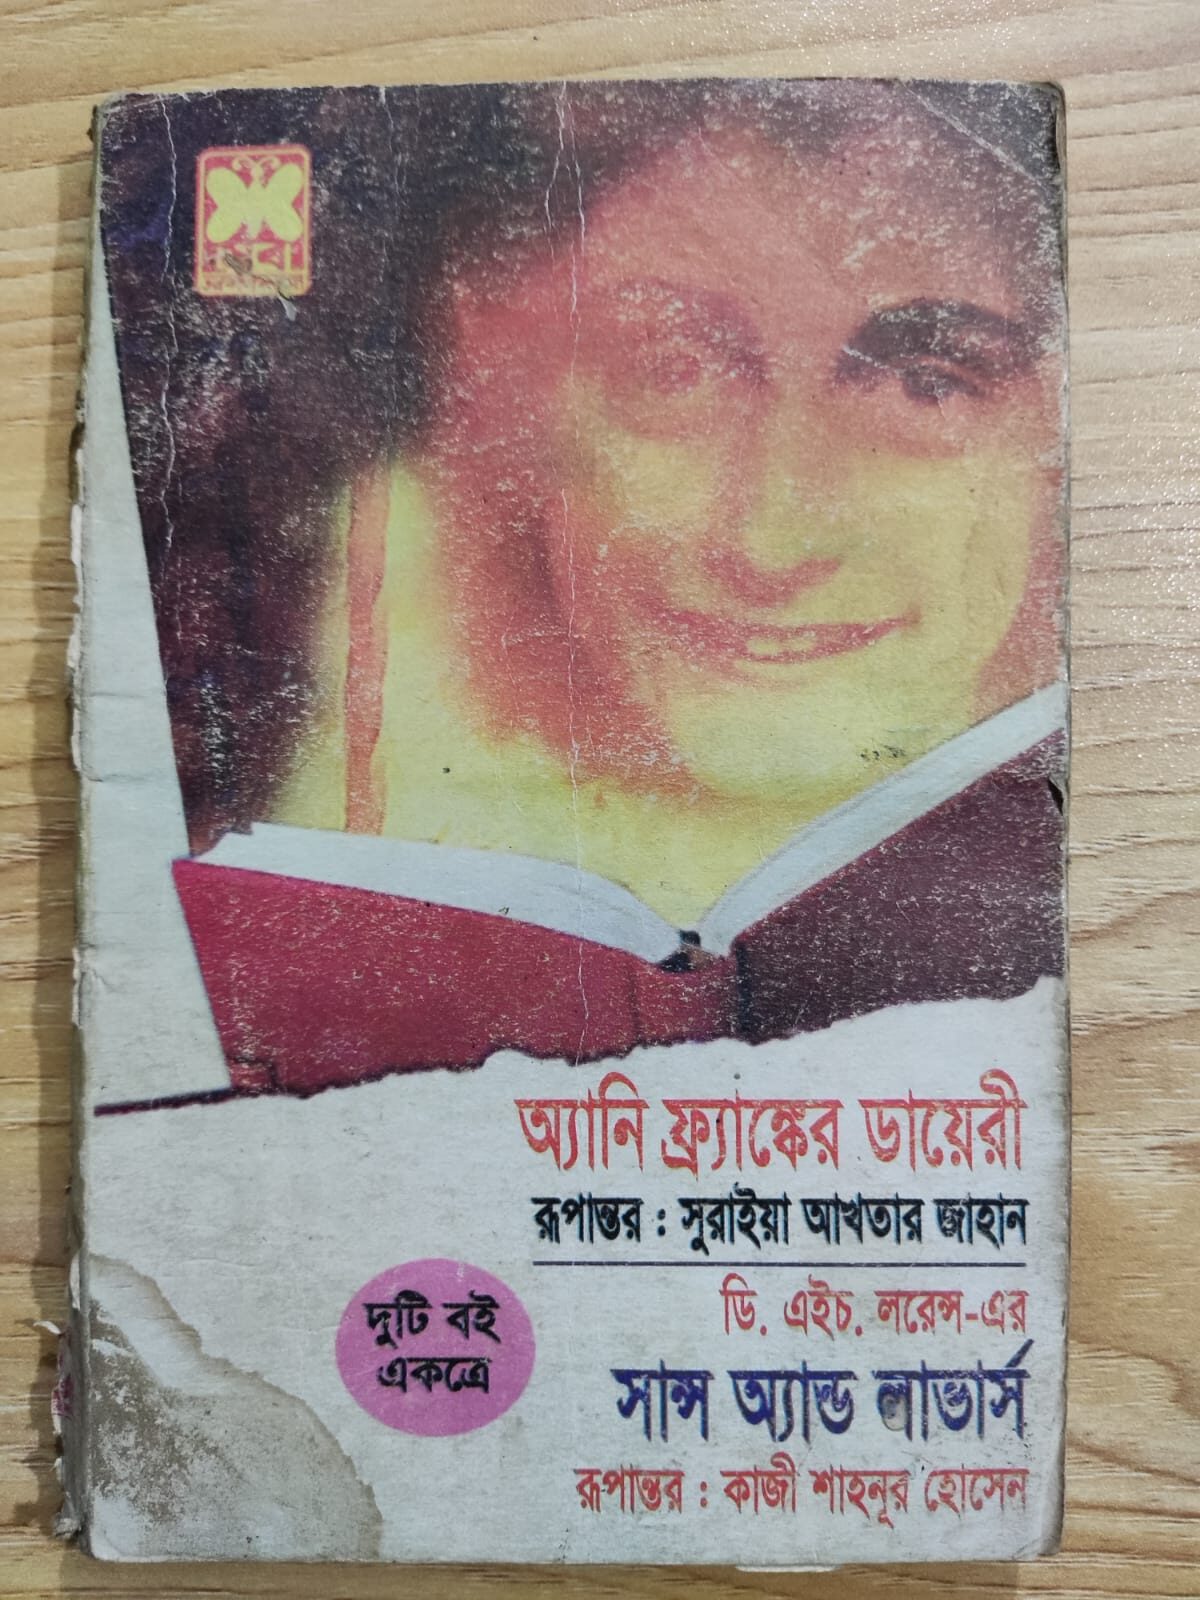 অ্যানি ফ্র্যাঙ্কের ডায়েরী
রূপান্তর : সুরাইয়া আখতার জাহান
ডি. এইচ. লরেন্স-এর
সান্স অ্যান্ড লাভার্স
রূপান্তর : কাজী শাহনূর হোসেন
দুটি বই
একত্রে